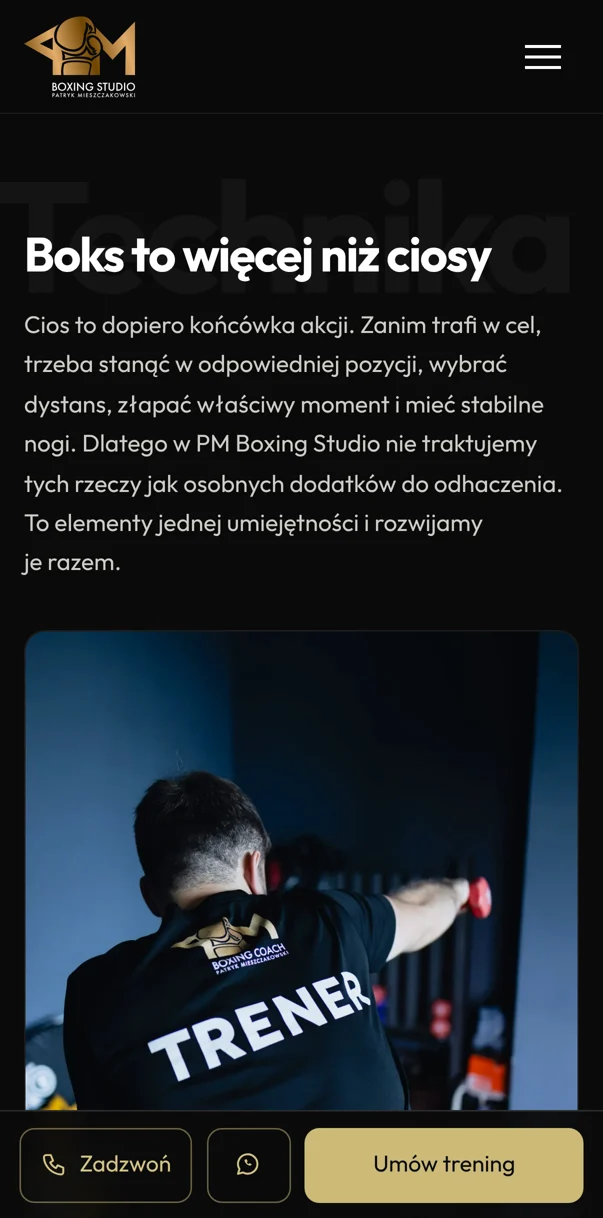 PM
BOXING STUDIO
PATRYK MIESZCZAKOWSKI
Technika
Boks to więcej niż ciosy
Cios to dopiero końcówka akcji. Zanim trafi w cel,
trzeba stanąć w odpowiedniej pozycji, wybrać
dystans, złapać właściwy moment i mieć stabilne
nogi. Dlatego w PM Boxing Studio nie traktujemy
tych rzeczy jak osobnych dodatków do odhaczenia.
To elementy jednej umiejętności i rozwijamy
je razem.
PM
BOXING COACH
PATRYK MIESZCZAKOWSKI
TRENER
Zadzwoń
Umów trening